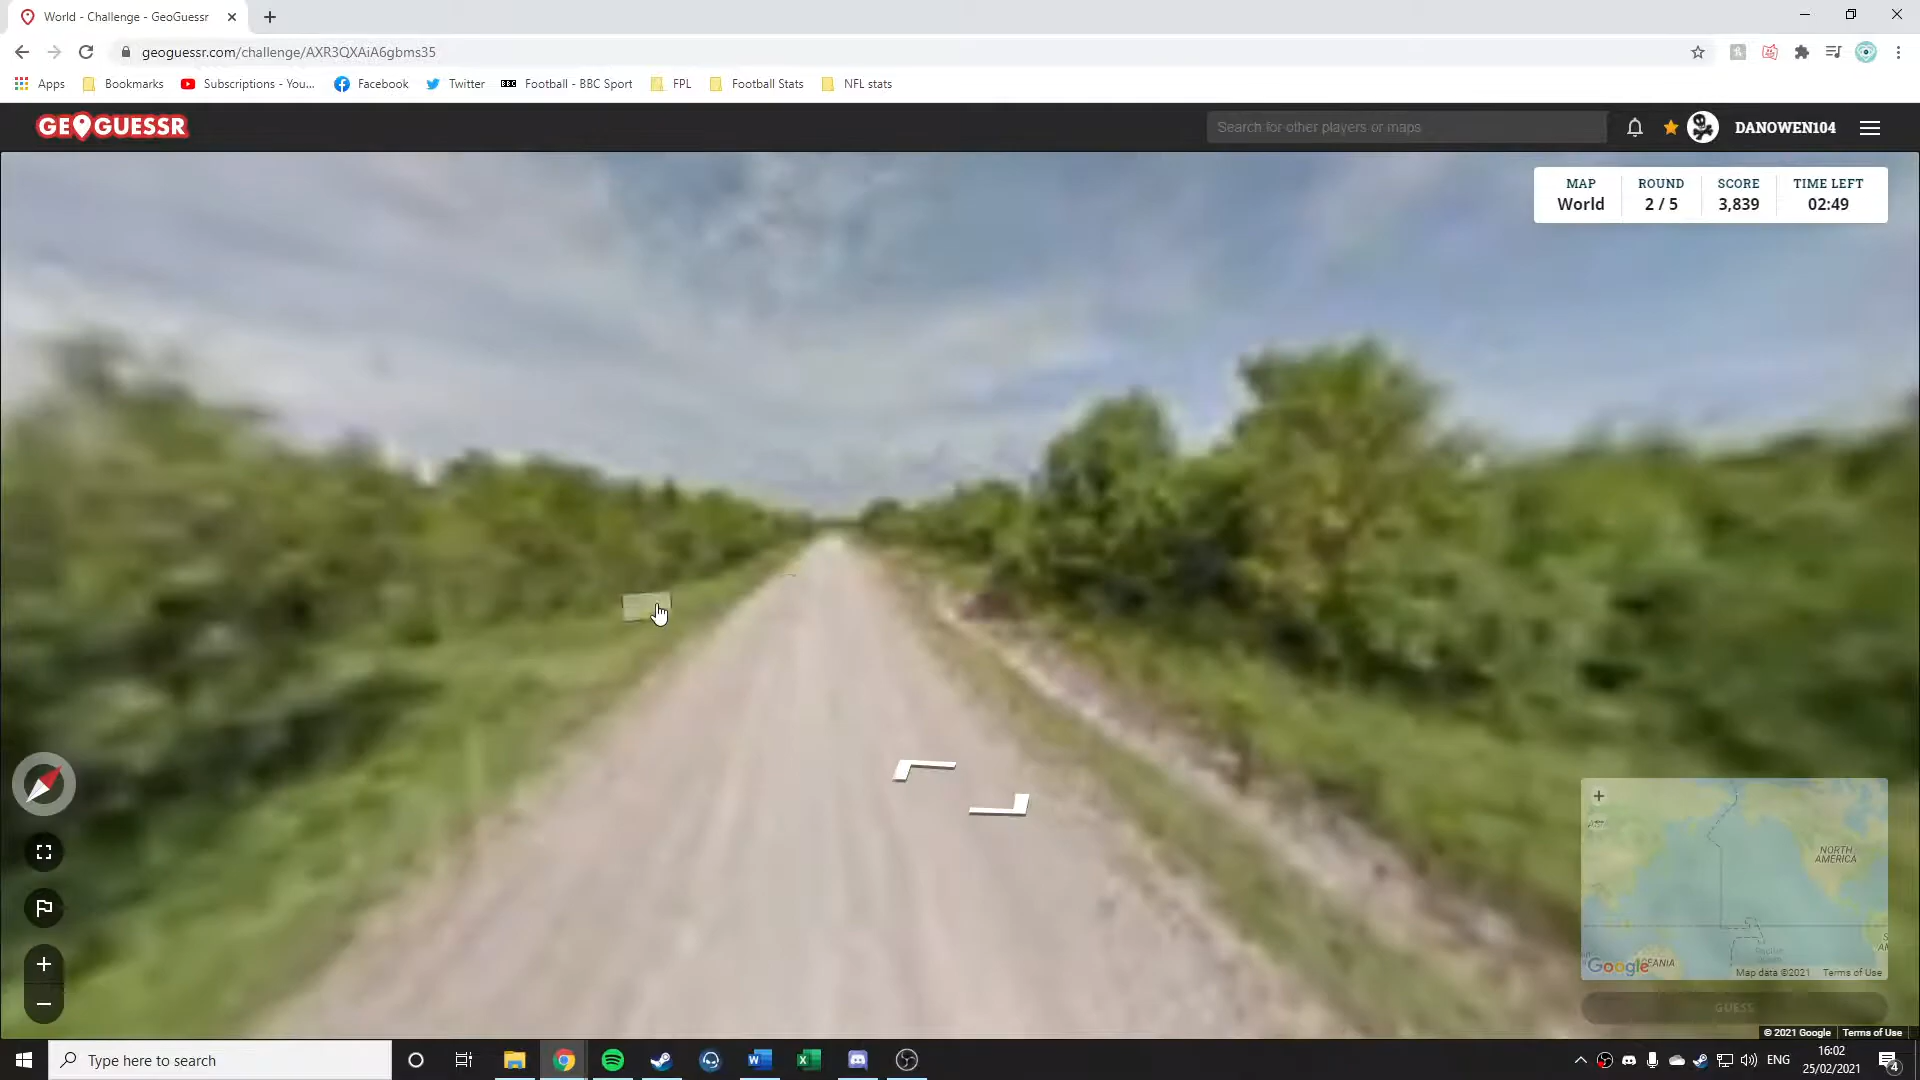 World - Challenge - GeoGuessr
geoguessr.com/challenge/AXR3QXAiA6gbms35
Apps Bookmarks Subscriptions - You... Facebook Twitter BBC Football - BBC Sport FPL Football Stats NFL stats
GEOGUESSR
Search for other players or maps
DANOWEN104
MAP ROUND SCORE TIME LEFT
World 2 / 5 3,839 02:49
NORTH
AMERICA
Google
Map data ©2021 Terms of Use
GUESS
© 2021 Google Terms of Use
Type here to search
ENG
16:02
25/02/2021
4